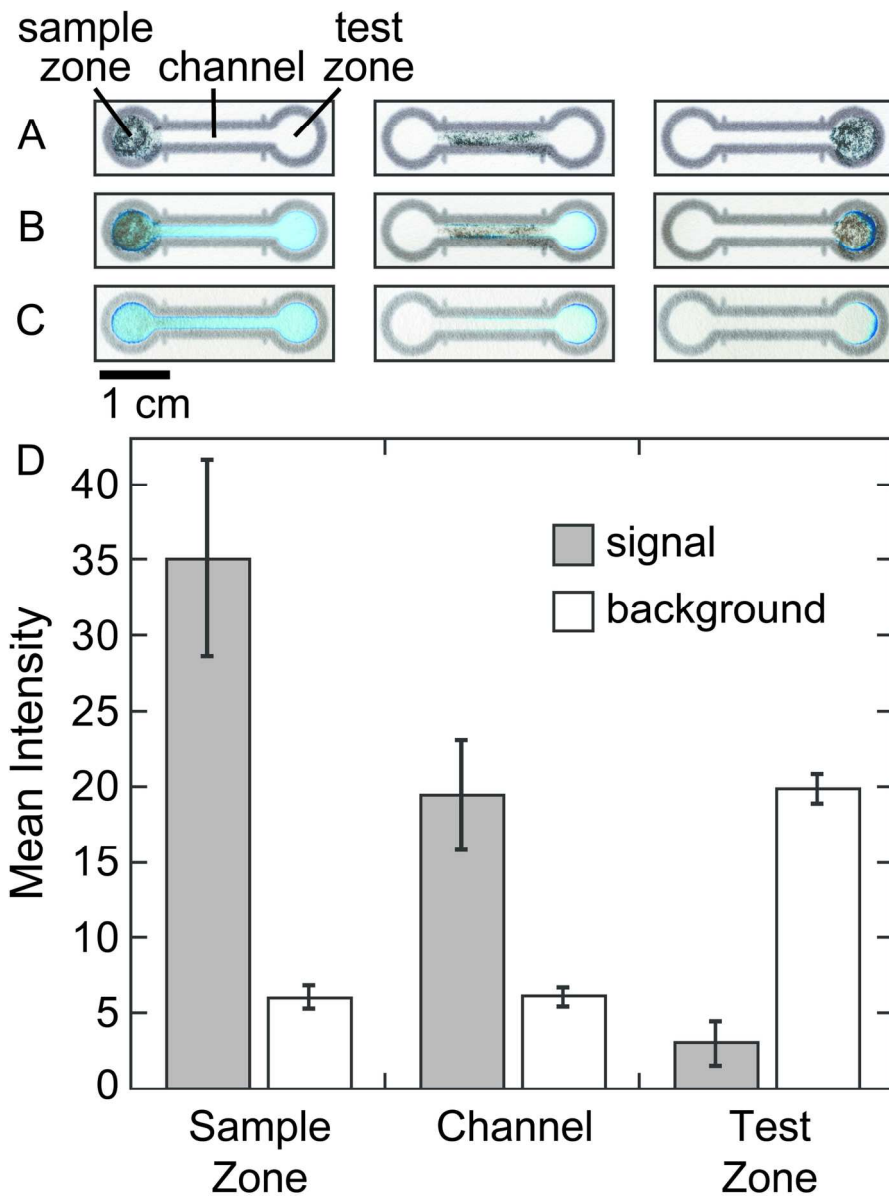 sample
zone
channel
test
zone
A
B
C
1 cm
D
40
35
30
25
20
15
10
5
0
Mean Intensity
signal
background
Sample
Zone
Channel
Test
Zone